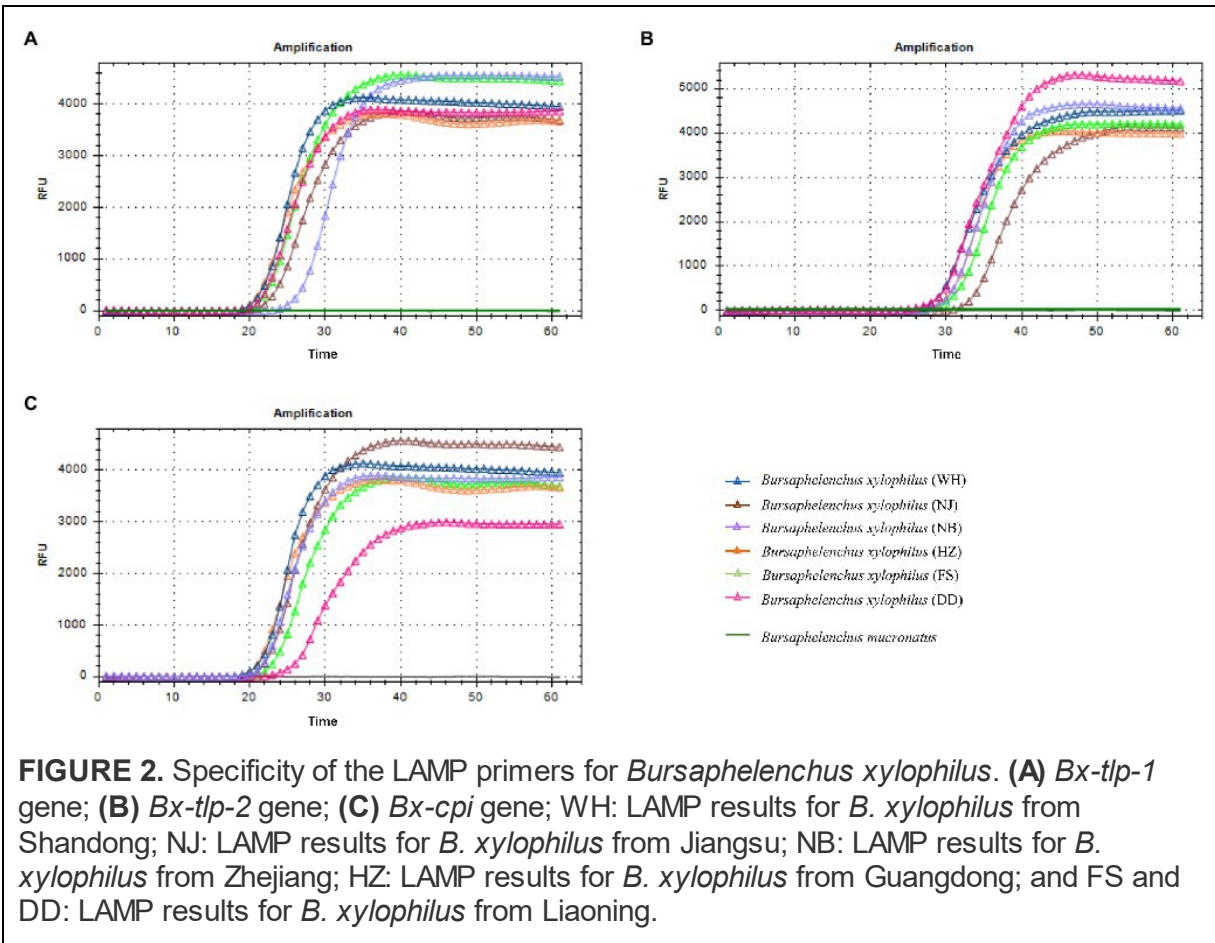 A
Amplification
4000
3000
2000
1000
0
RFU
0 10 20 30 40 50 60
Time
B
Amplification
5000
4000
3000
2000
1000
0
RFU
0 10 20 30 40 50 60
Time
C
Amplification
4000
3000
2000
1000
0
RFU
0 10 20 30 40 50 60
Time
Bursaphelenchus xylophilus (WH)
Bursaphelenchus xylophilus (NJ)
Bursaphelenchus xylophilus (NB)
Bursaphelenchus xylophilus (HZ)
Bursaphelenchus xylophilus (FS)
Bursaphelenchus xylophilus (DD)
Bursaphelenchus mucronatus
FIGURE 2. Specificity of the LAMP primers for Bursaphelenchus xylophilus. (A) Bx-tlp-1
gene; (B) Bx-tlp-2 gene; (C) Bx-cpi gene; WH: LAMP results for B. xylophilus from
Shandong; NJ: LAMP results for B. xylophilus from Jiangsu; NB: LAMP results for B.
xylophilus from Zhejiang; HZ: LAMP results for B. xylophilus from Guangdong; and FS and
DD: LAMP results for B. xylophilus from Liaoning.